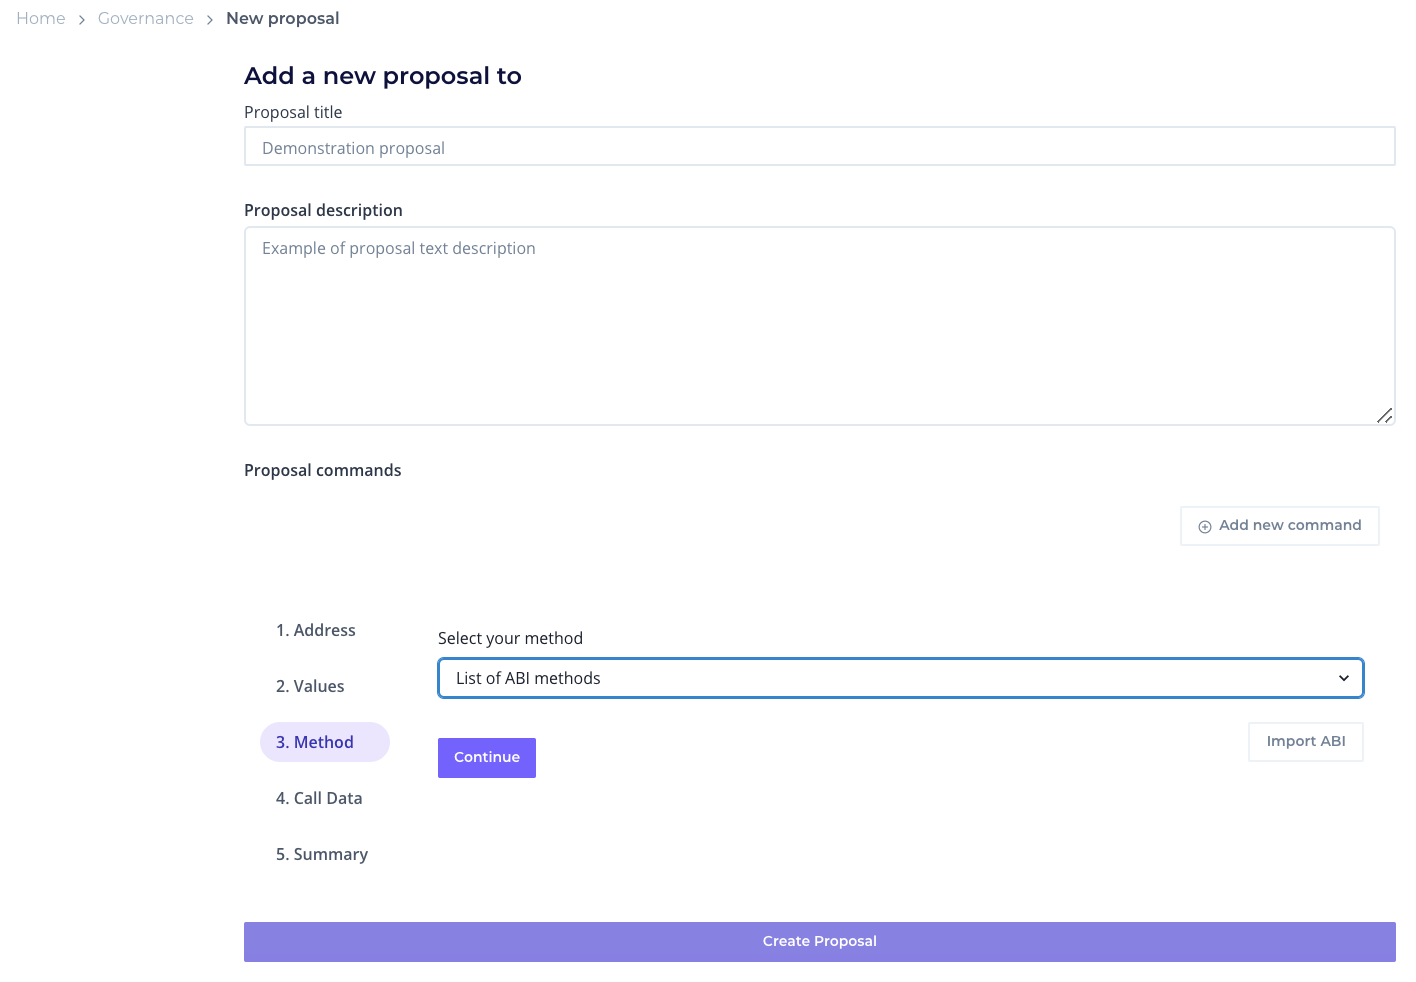 Home > Governance > New proposal
Add a new proposal to
Proposal title
Demonstration proposal
Proposal description
Example of proposal text description
Proposal commands
Add new command
1. Address
Select your method
2. Values
List of ABI methods
3. Method
Import ABI
Continue
4. Call Data
5. Summary
Create Proposal